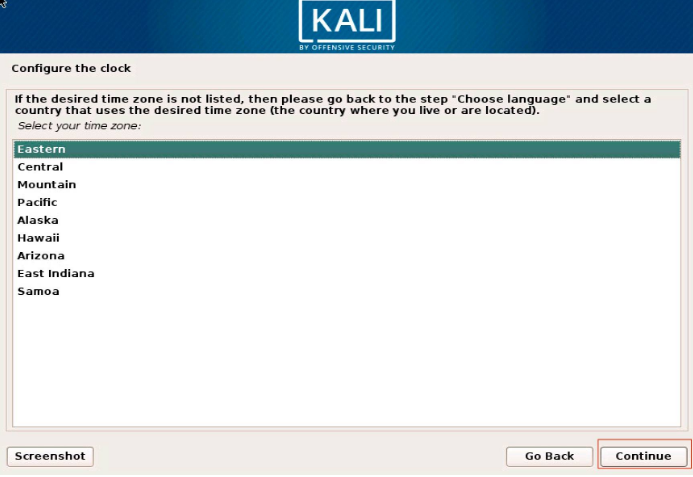 KALI
BY OFFENSIVE SECURITY
Configure the clock
If the desired time zone is not listed, then please go back to the step "Choose language" and select a
country that uses the desired time zone (the country where you live or are located).
Select your time zone:
Eastern
Central
Mountain
Pacific
Alaska
Hawaii
Arizona
East Indiana
Samoa
Screenshot
Go Back
Continue